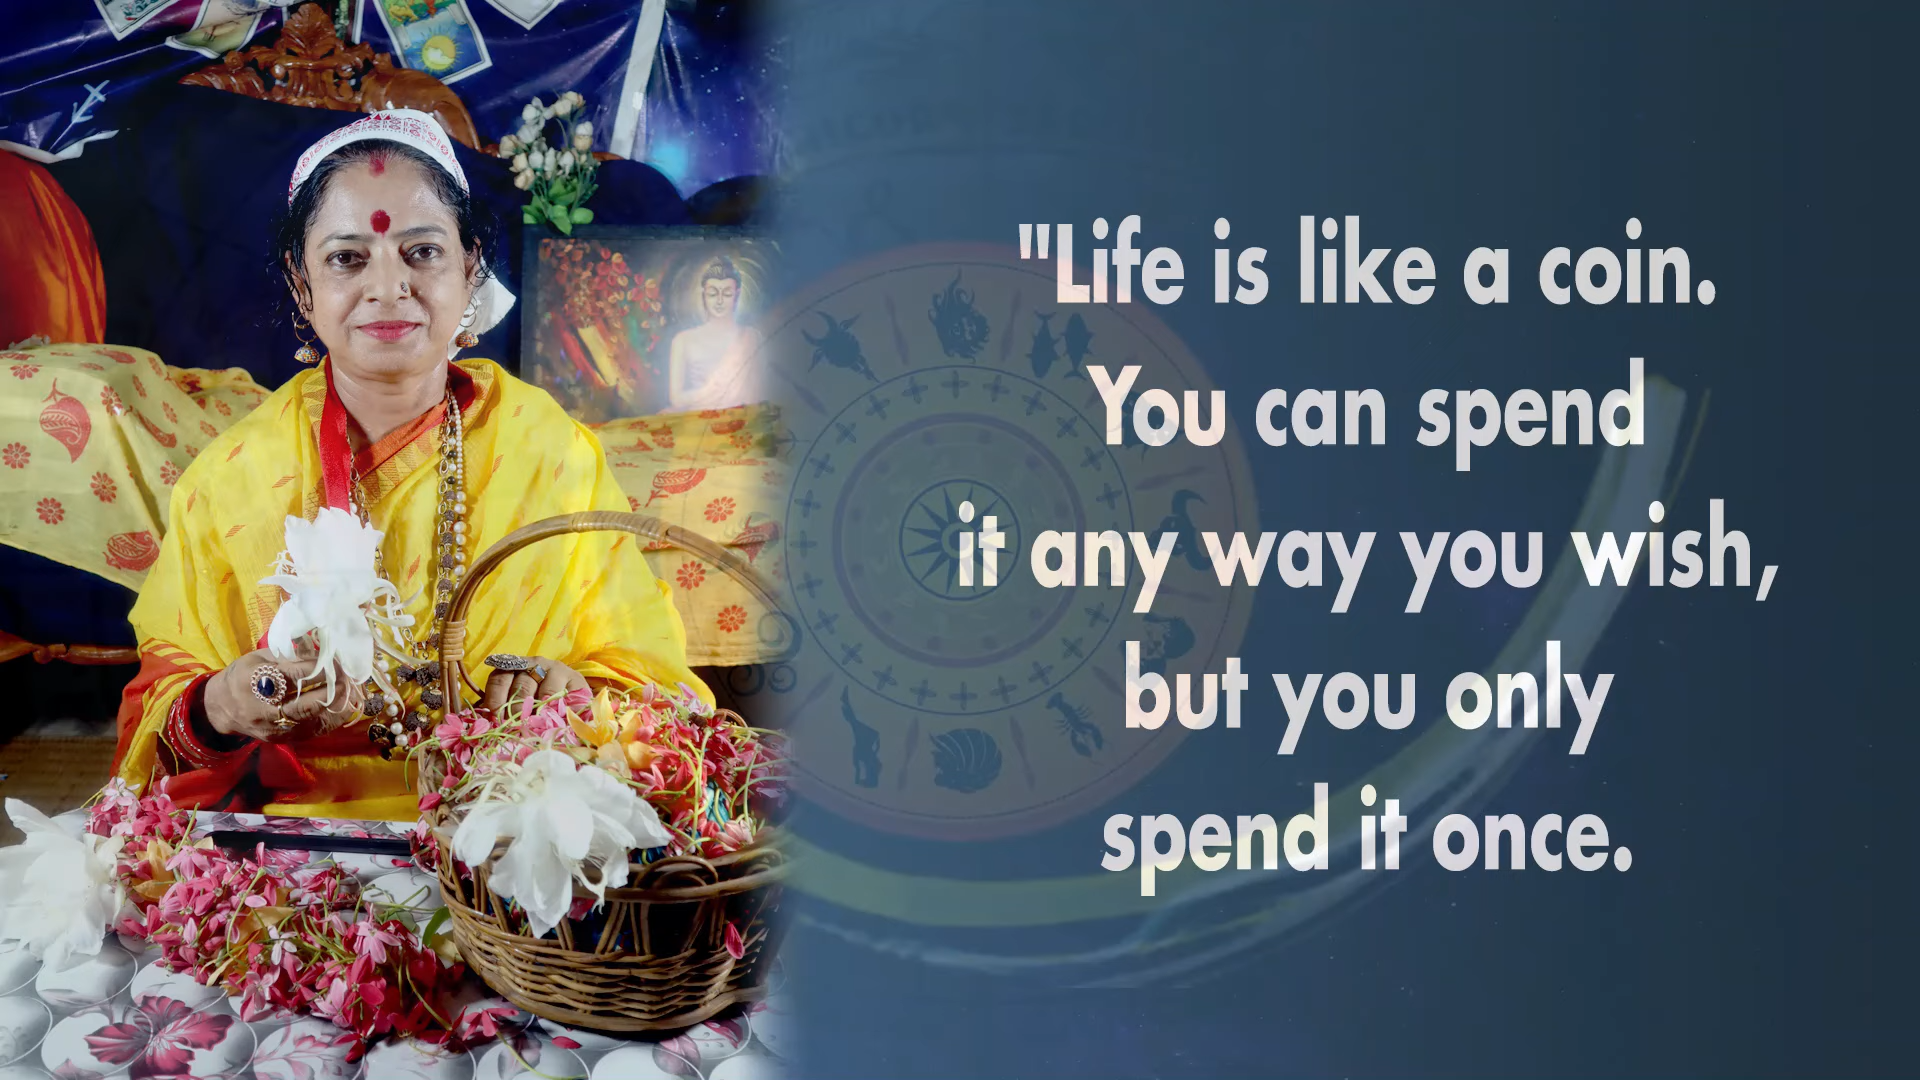 "Life is like a coin.
You can spend
it any way you wish,
but you only
spend it once.